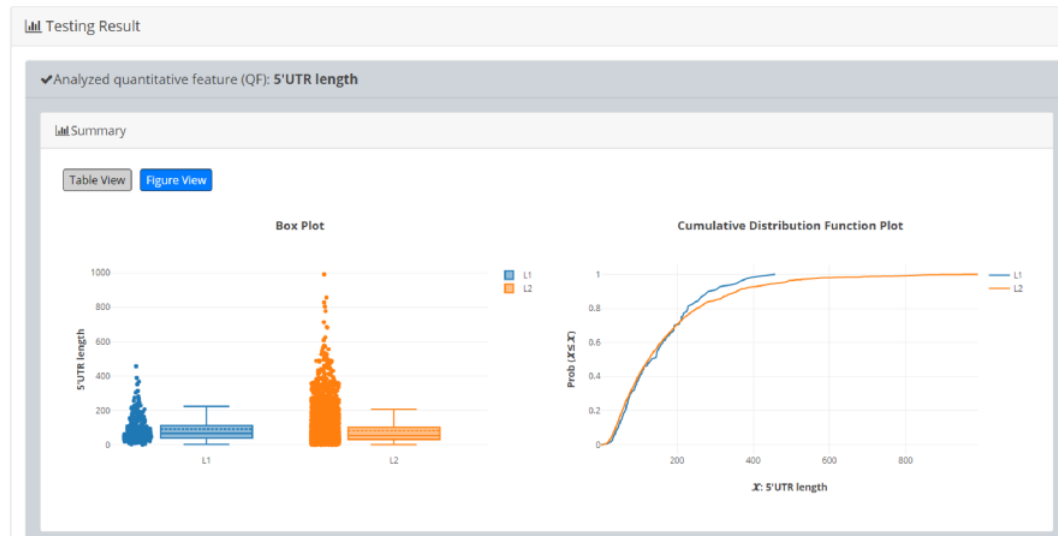 Testing Result
✔Analyzed quantitative feature (QF): 5'UTR length
Summary
Table View
Figure View
Box Plot
1000
800
600
400
200
0
5'UTR length
L1
L2
L1
L2
Cumulative Distribution Function Plot
1
0.8
0.6
0.4
0.2
0
Prob (X ≤ X)
200
400
600
800
X: 5'UTR length
L1
L2